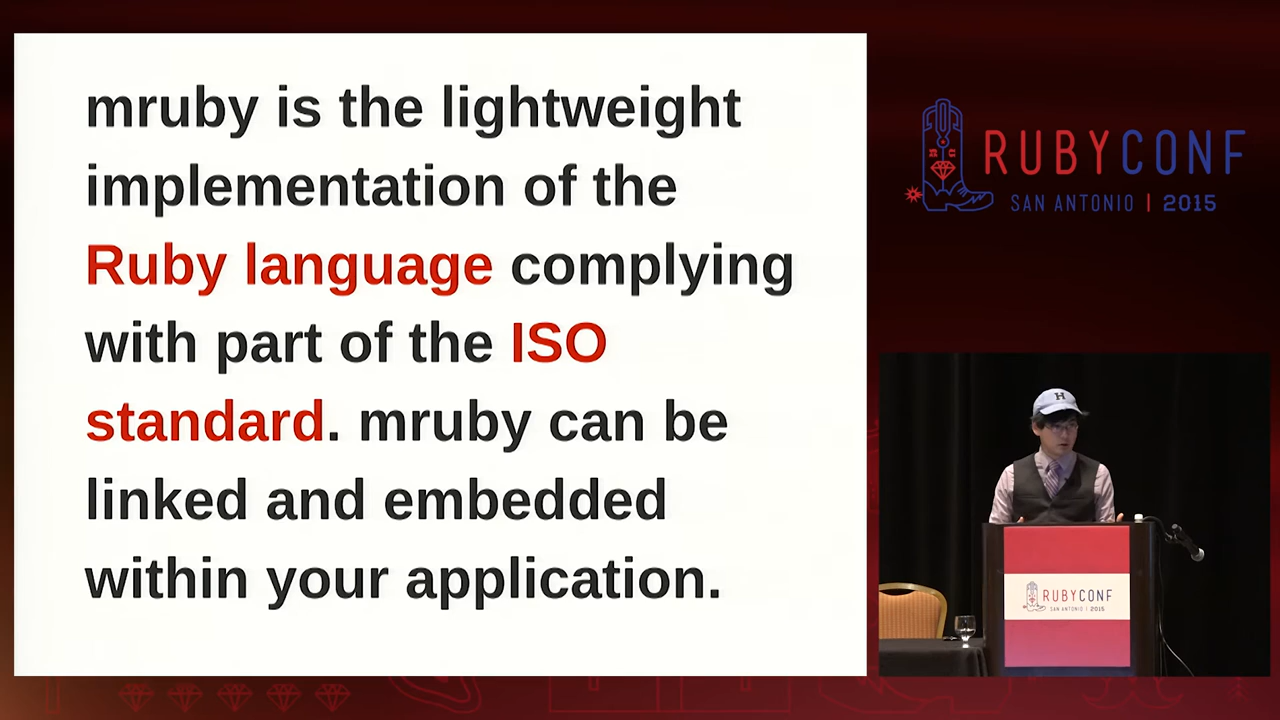 mruby is the lightweight
implementation of the
Ruby language complying
with part of the ISO
standard. mruby can be
linked and embedded
within your application.
RUBYCONF
SAN ANTONIO | 2015
H
RUBYCONF
SAN ANTONIO | 2015